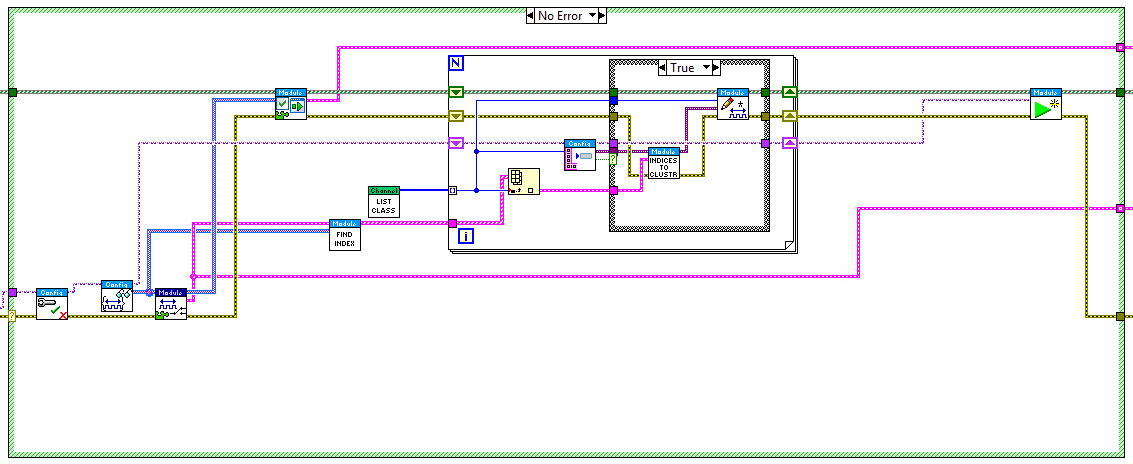 No Error
N
True
Module
Module
Module
Config
Module
INDICES
TO
CLUSTR
Channel
LIST
CLASS
Module
FIND
INDEX
i
Config
Config
Module
?
?